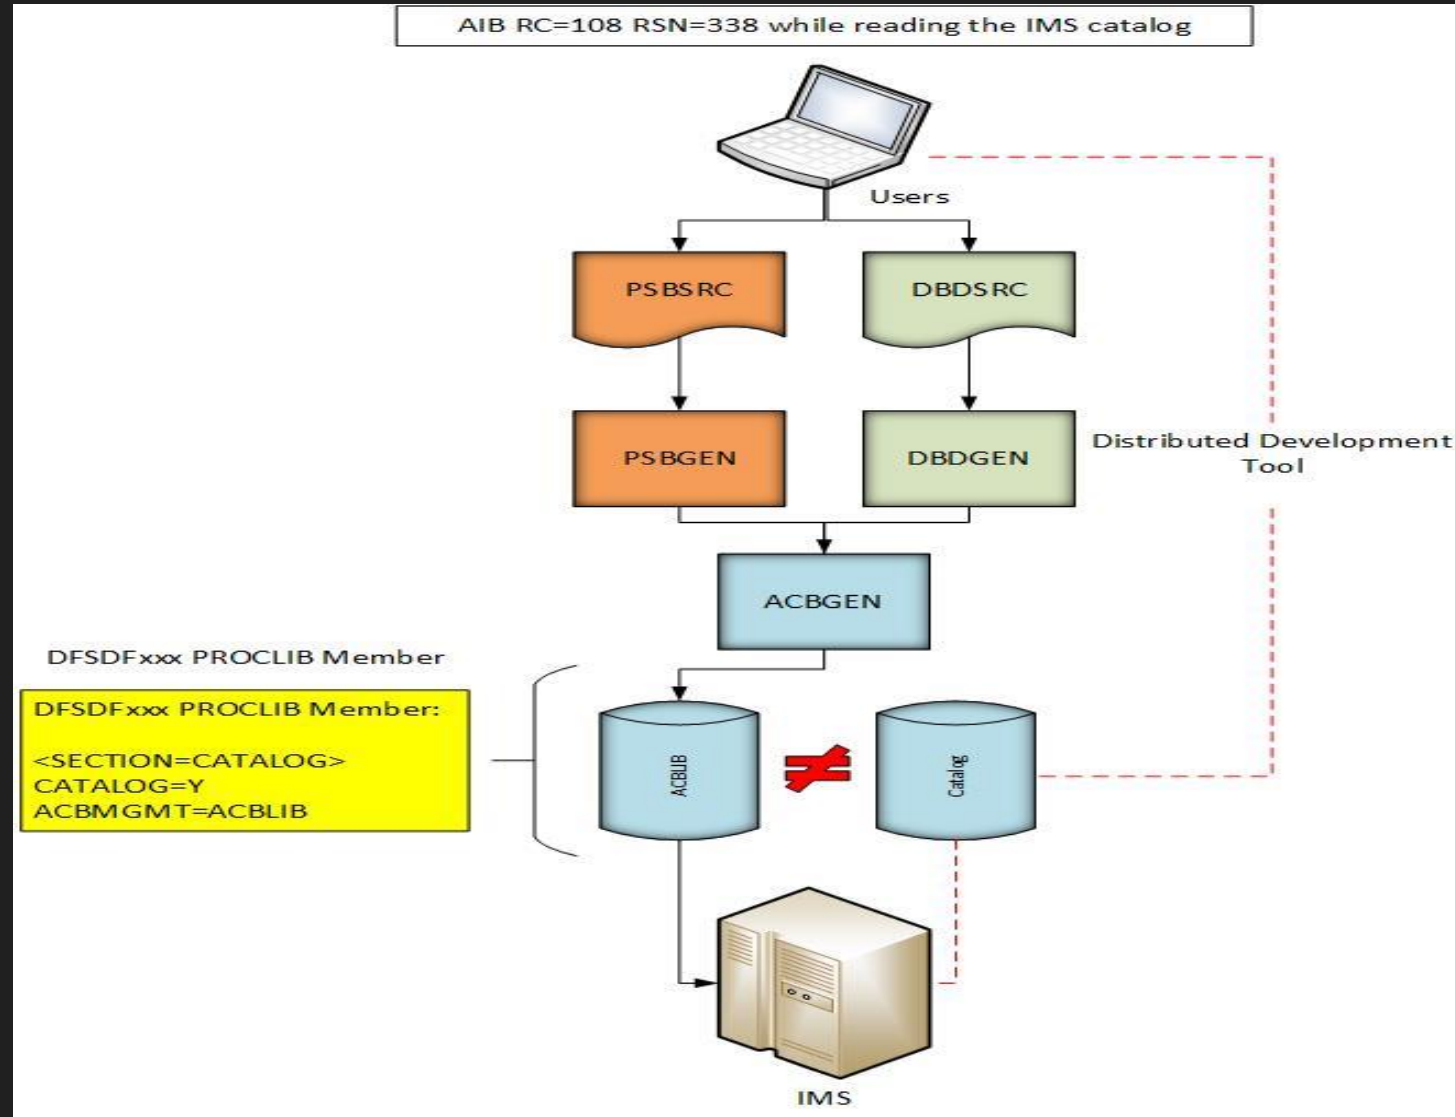 AIB RC=108 RSN=338 while reading the IMS catalog
Users
PSBSRC
DBDSRC
PSBGEN
DBDGEN
Distributed Development
Tool
ACBGEN
DFSDFxxx PROCLIB Member
DFSDFxxx PROCLIB Member:
<SECTION=CATALOG>
CATALOG=Y
ACBMGMT=ACBLIB
ACBLIB
Catalog
IMS